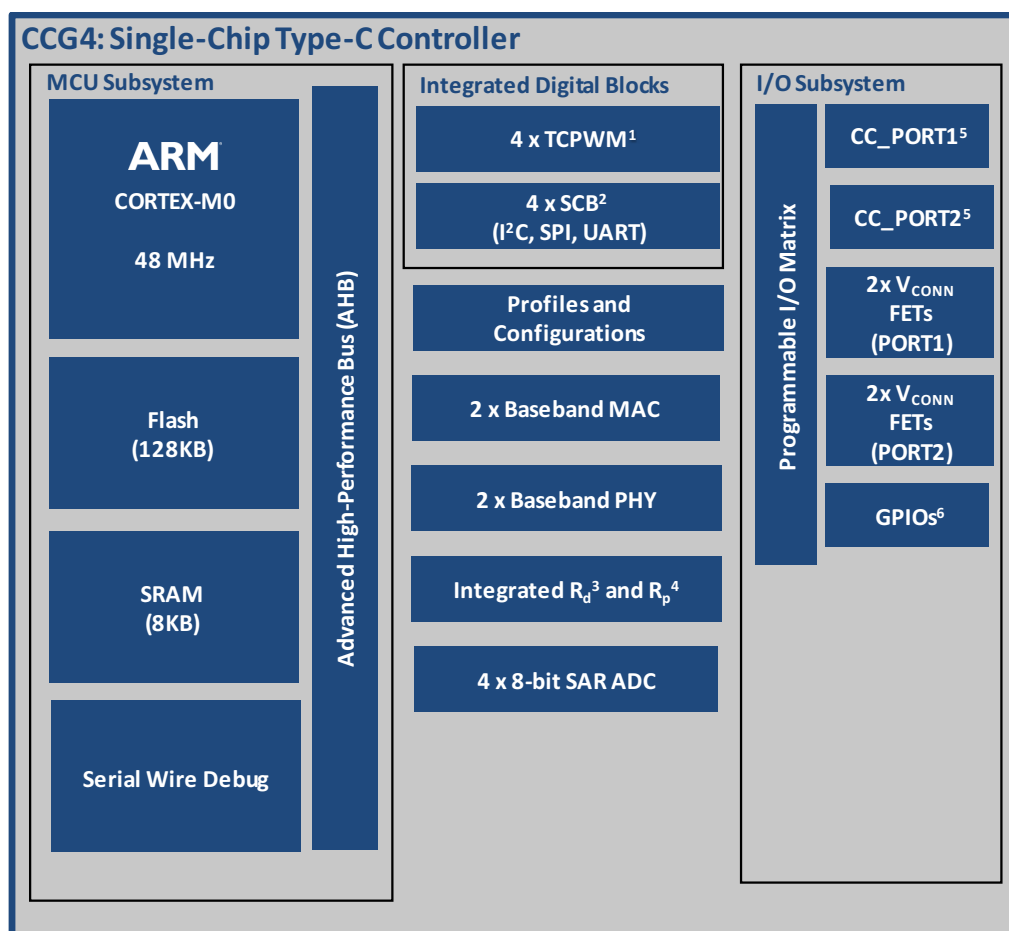 CCG4: Single-Chip Type-C Controller
MCU Subsystem
ARM
CORTEX-M0
48 MHz
Flash
(128KB)
SRAM
(8KB)
Serial Wire Debug
Advanced High-Performance Bus (AHB)
Integrated Digital Blocks
4 x TCPWM¹
4 x SCB²
(I²C, SPI, UART)
Profiles and
Configurations
2 x Baseband MAC
2 x Baseband PHY
Integrated Rd³ and Rp⁴
4 x 8-bit SAR ADC
I/O Subsystem
Programmable I/O Matrix
CC_PORT1⁵
CC_PORT2⁵
2x VCONN
FETs
(PORT1)
2x VCONN
FETs
(PORT2)
GPIOs⁶